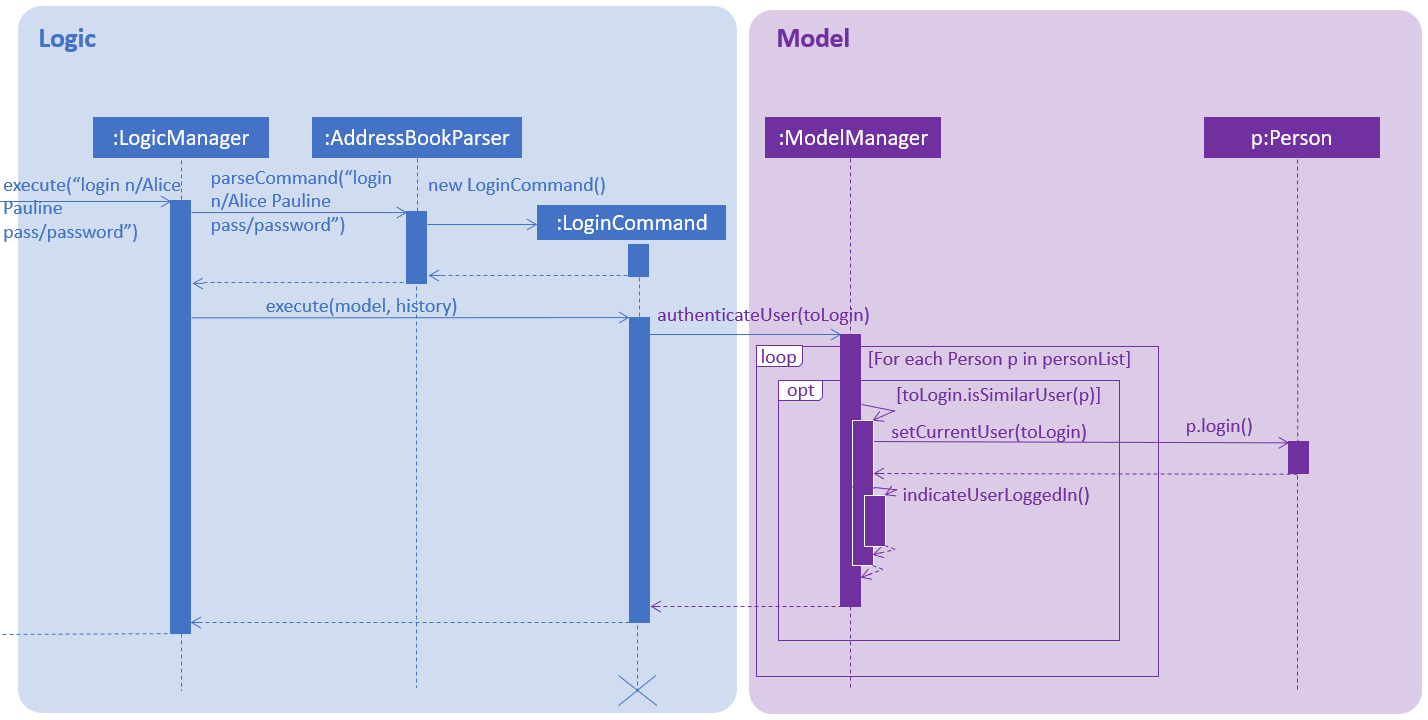 Logic
Model
:LogicManager
:AddressBookParser
:ModelManager
p:Person
execute(“login n/Alice
Pauline
pass/password”)
parseCommand(“login
n/Alice Pauline
pass/password”)
new LoginCommand()
:LoginCommand
execute(model, history)
authenticateUser(toLogin)
loop
[For each Person p in personList]
opt
[toLogin.isSimilarUser(p)]
setCurrentUser(toLogin)
p.login()
indicateUserLoggedIn()